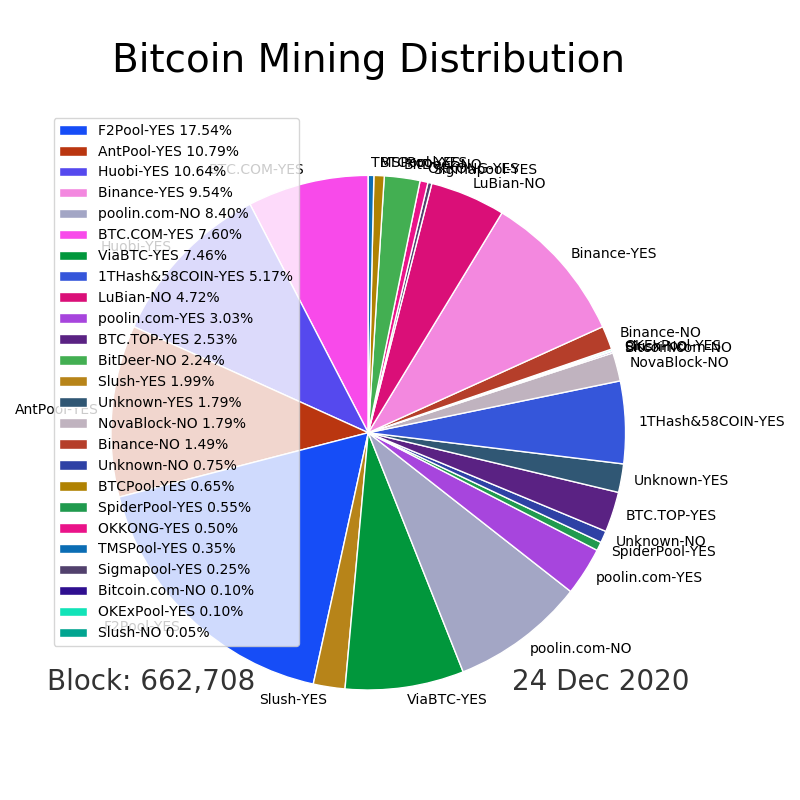 Bitcoin Mining Distribution
F2Pool-YES 17.54%
AntPool-YES 10.79%
Huobi-YES 10.64%
Binance-YES 9.54%
poolin.com-NO 8.40%
BTC.COM-YES 7.60%
ViaBTC-YES 7.46%
1THash&58COIN-YES 5.17%
LuBian-NO 4.72%
poolin.com-YES 3.03%
BTC.TOP-YES 2.53%
BitDeer-NO 2.24%
Slush-YES 1.99%
Unknown-YES 1.79%
NovaBlock-NO 1.79%
Binance-NO 1.49%
Unknown-NO 0.75%
BTCPool-YES 0.65%
SpiderPool-YES 0.55%
OKKONG-YES 0.50%
TMSPool-YES 0.35%
Sigmapool-YES 0.25%
Bitcoin.com-NO 0.10%
OKExPool-YES 0.10%
Slush-NO 0.05%
BTC.COM-YES
Huobi-YES
AntPool-YES
F2Pool-YES
Sigmapool-YES
LuBian-NO
Binance-YES
Binance-NO
NovaBlock-NO
1THash&58COIN-YES
Unknown-YES
BTC.TOP-YES
Unknown-NO
SpiderPool-YES
poolin.com-YES
poolin.com-NO
ViaBTC-YES
Slush-YES
Block: 662,708
24 Dec 2020